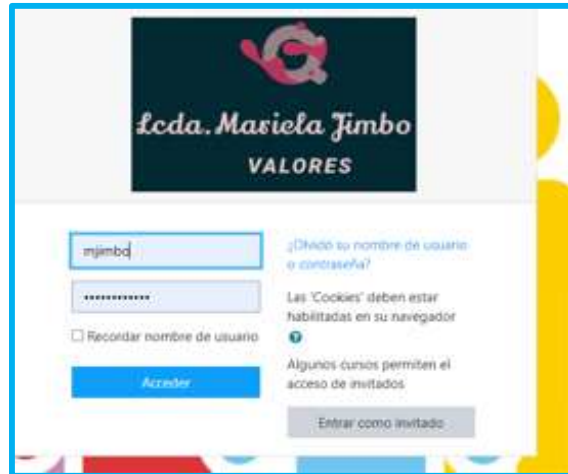 Lcda. Mariela Jimbo
VALORES
mjimbo
••••••••••••
Recordar nombre de usuario
Acceder
¿Olvidó su nombre de usuario
o contraseña?
Las 'Cookies' deben estar
habilitadas en su navegador
Algunos cursos permiten el
acceso de invitados
Entrar como invitado